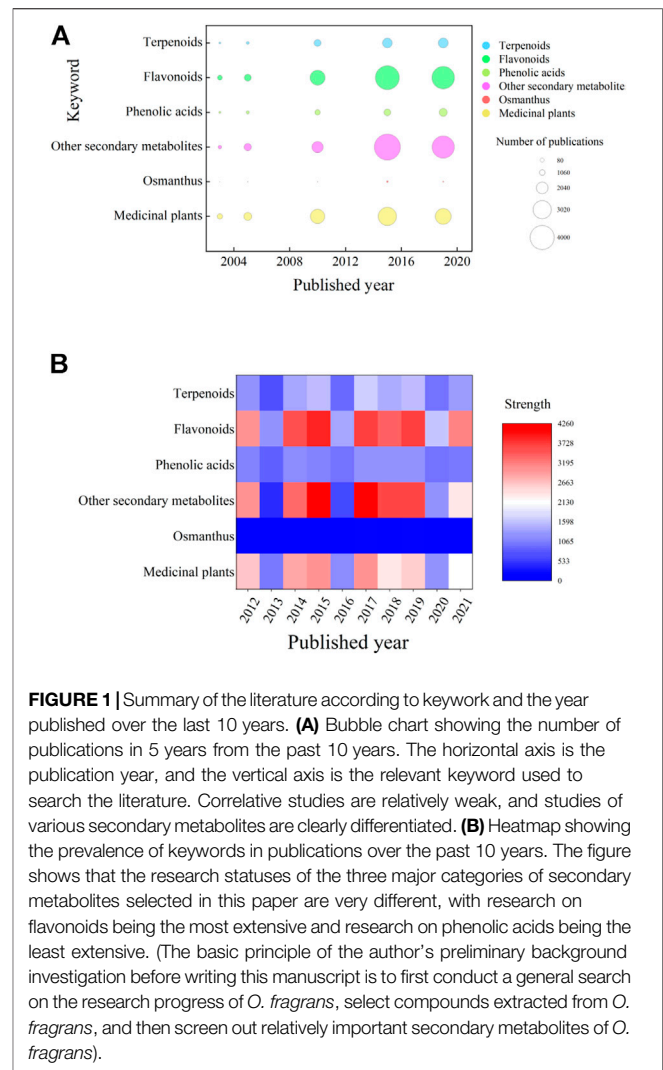 A
Keyword
Terpenoids
Flavonoids
Phenolic acids
Other secondary metabolites
Osmanthus
Medicinal plants
2004 2008 2012 2016 2020
Published year
Terpenoids
Flavonoids
Phenolic acids
Other secondary metabolite
Osmanthus
Medicinal plants
Number of publications
80
1060
2040
3020
4000
B
Terpenoids
Flavonoids
Phenolic acids
Other secondary metabolites
Osmanthus
Medicinal plants
2012 2013 2014 2015 2016 2017 2018 2019 2020 2021
Published year
Strength
4260
3728
3195
2663
2130
1598
1065
533
0
FIGURE 1 | Summary of the literature according to keywork and the year
published over the last 10 years. (A) Bubble chart showing the number of
publications in 5 years from the past 10 years. The horizontal axis is the
publication year, and the vertical axis is the relevant keyword used to
search the literature. Correlative studies are relatively weak, and studies of
various secondary metabolites are clearly differentiated. (B) Heatmap showing
the prevalence of keywords in publications over the past 10 years. The figure
shows that the research statuses of the three major categories of secondary
metabolites selected in this paper are very different, with research on
flavonoids being the most extensive and research on phenolic acids being the
least extensive. (The basic principle of the author's preliminary background
investigation before writing this manuscript is to first conduct a general search
on the research progress of O. fragrans, select compounds extracted from O.
fragrans, and then screen out relatively important secondary metabolites of O.
fragrans).